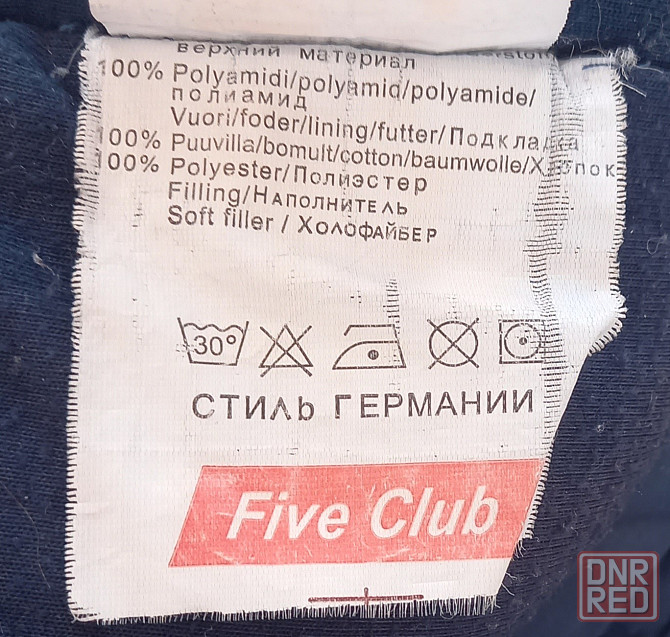 верхний материал
100% Polyamidi/polyamid/polyamide/
полиамид
Vuori/foder/lining/futter/Подкладка
100% Puuvilla/bomult/cotton/baumwolle/Хлопок
100% Polyester/Полиэстер
Filling/Наполнитель
Soft filler / Холофайбер
30°
СТИЛЬ ГЕРМАНИИ
Five Club
DNR
RED